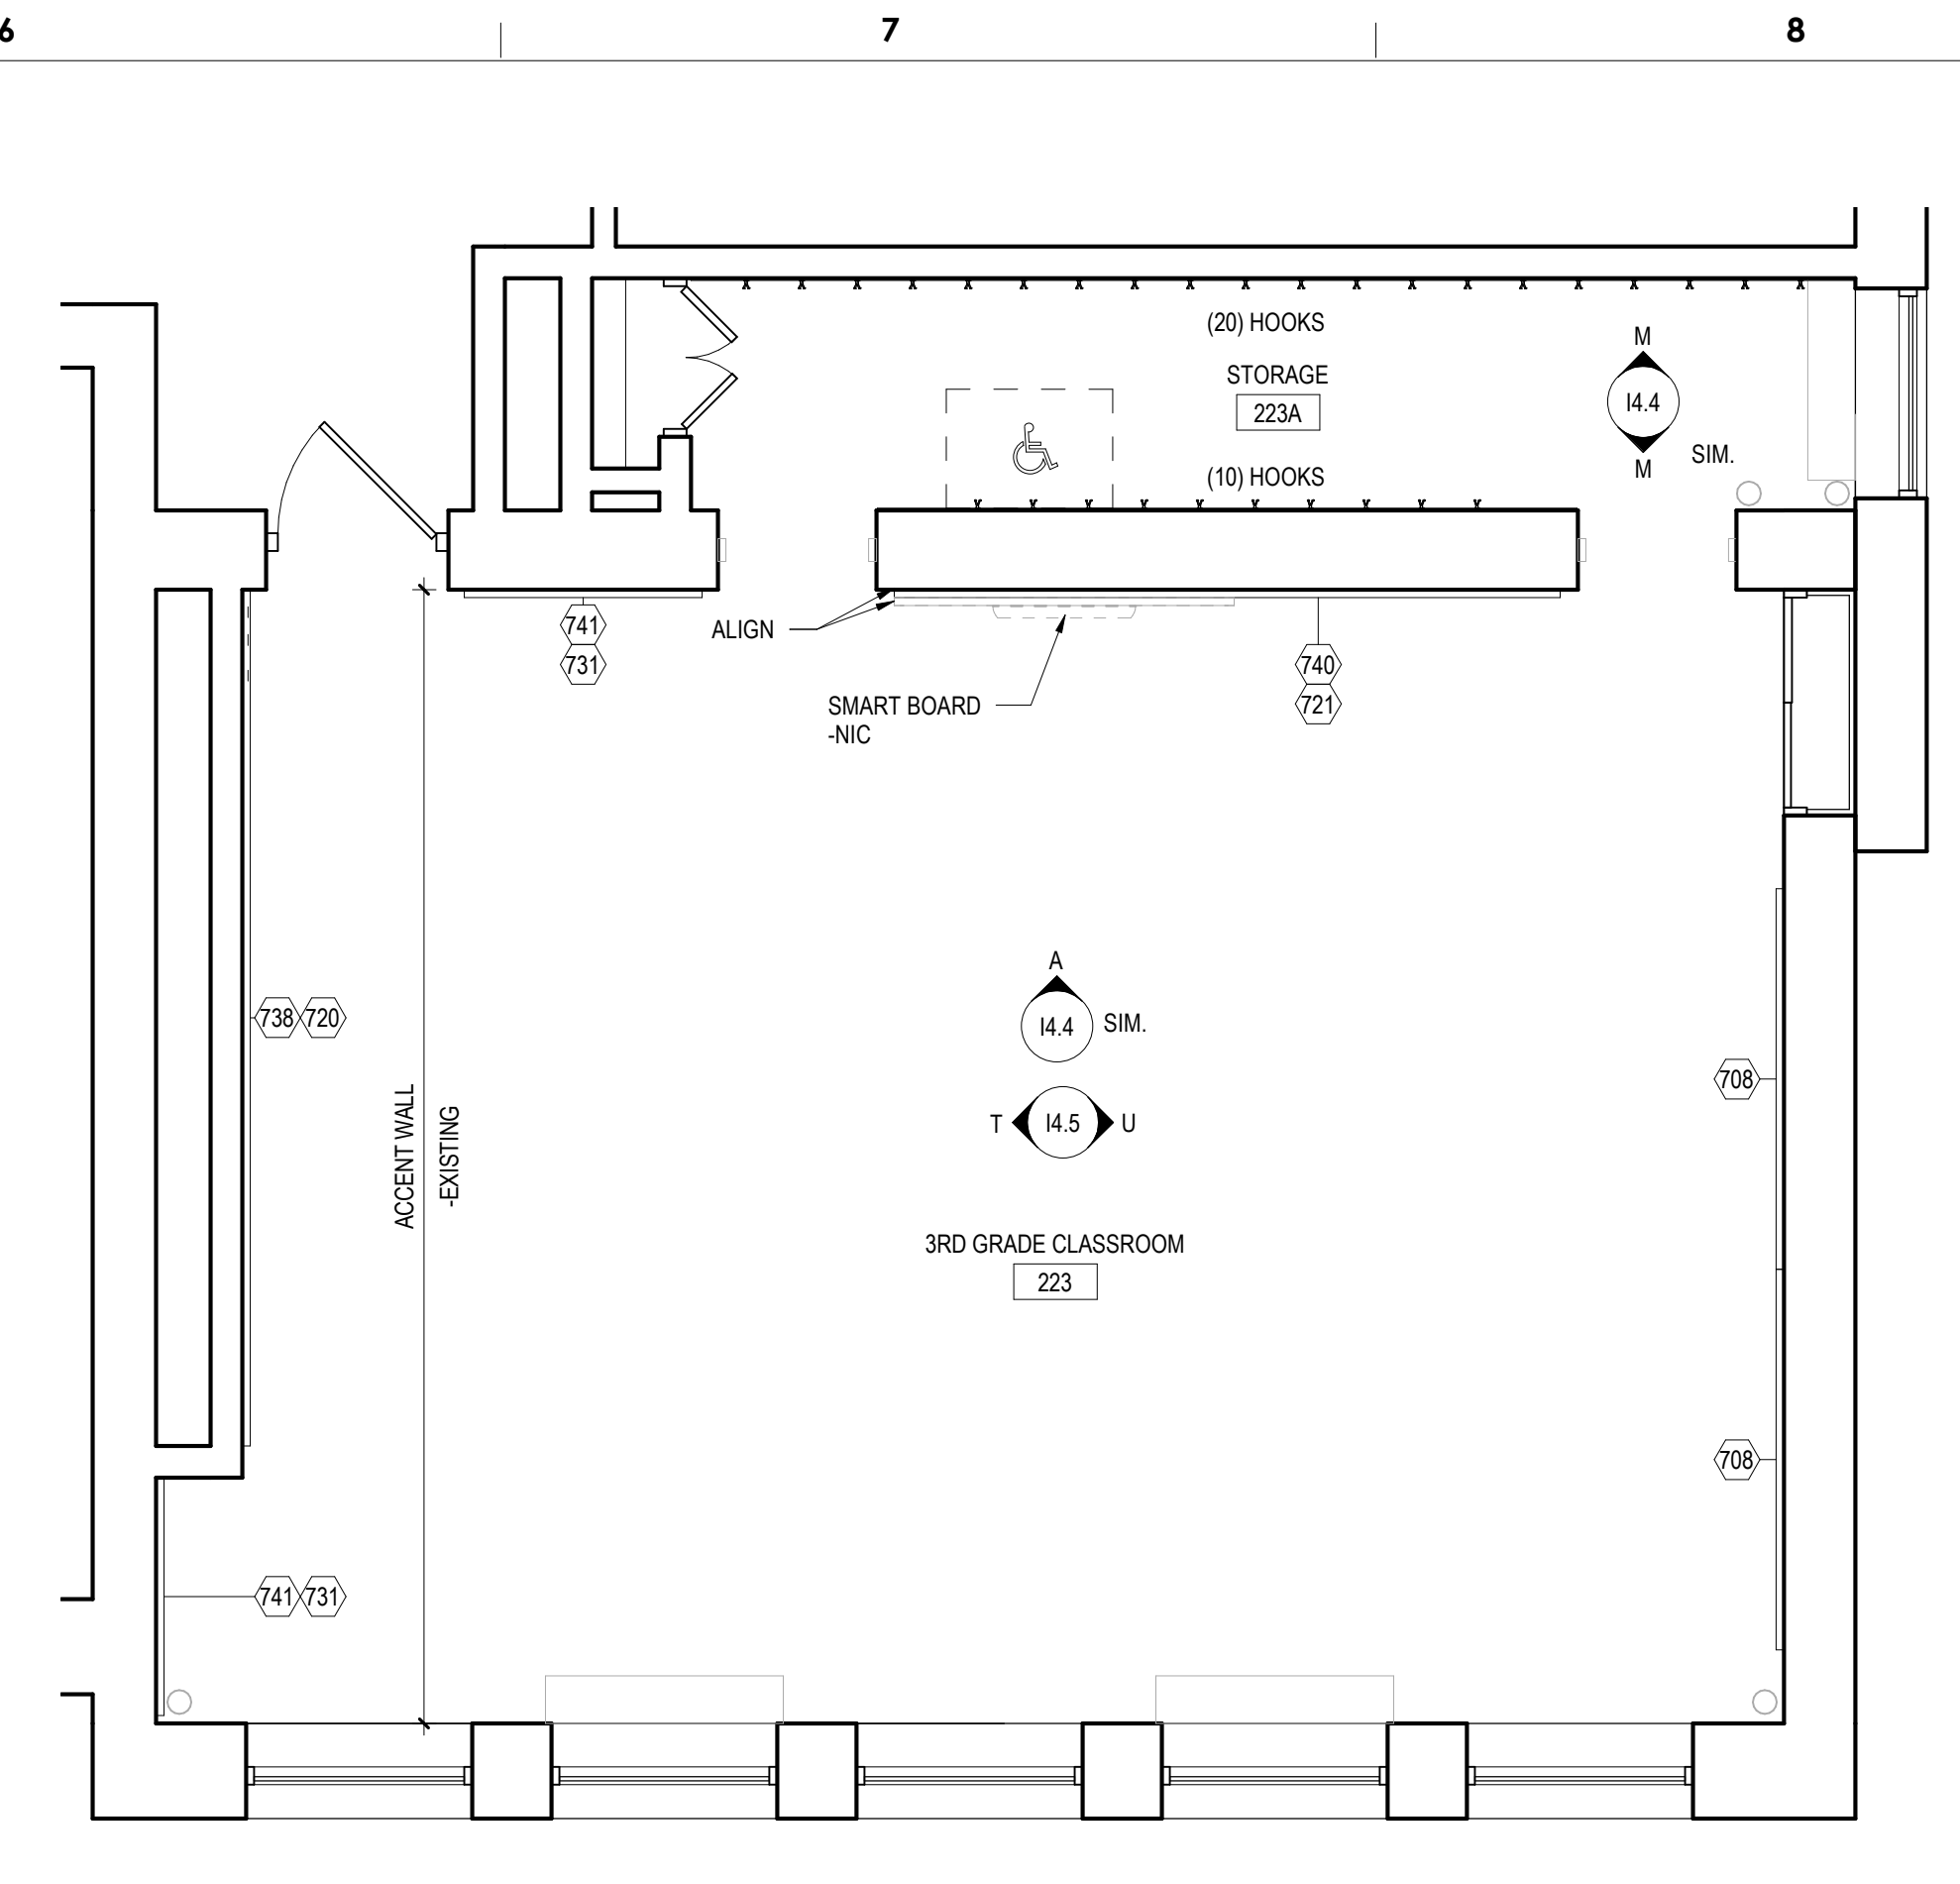 6
7
8
(20) HOOKS
STORAGE
223A
(10) HOOKS
M
I4.4
M
SIM.
741
731
ALIGN
SMART BOARD
-NIC
740
721
738
720
A
I4.4
SIM.
T
I4.5
U
ACCENT WALL
-EXISTING
3RD GRADE CLASSROOM
223
708
708
741
731